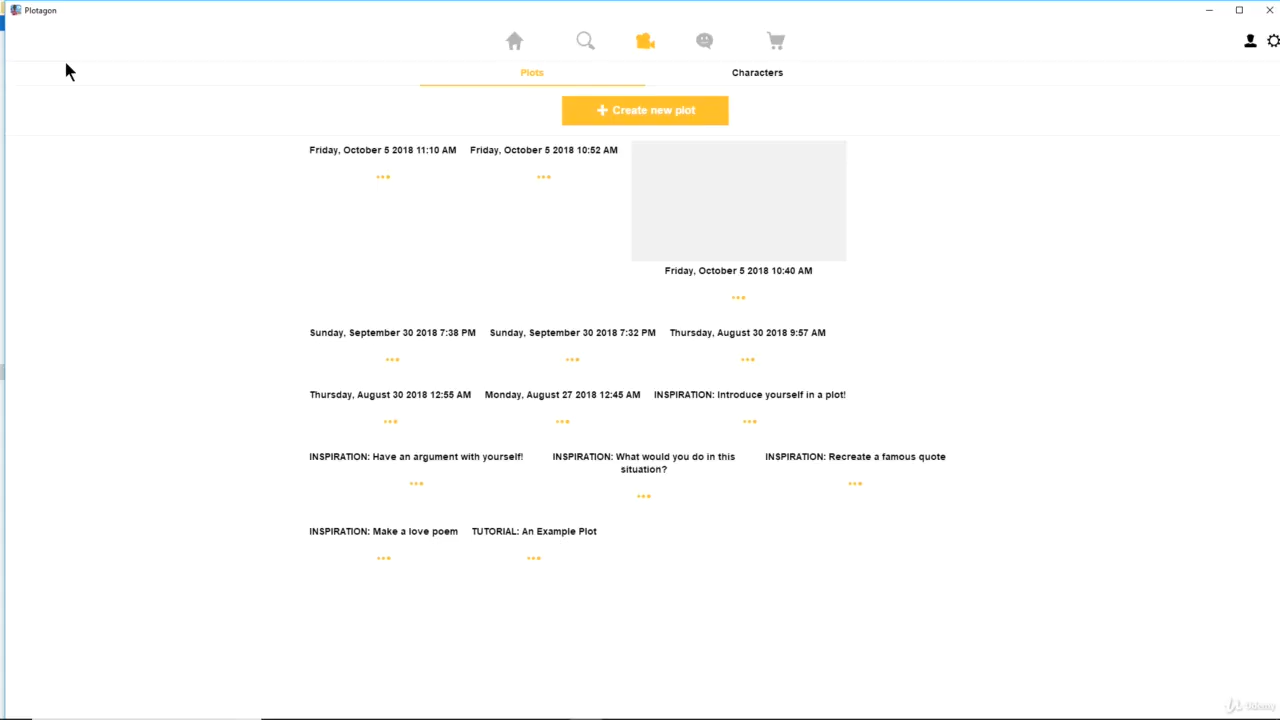 Plotagon
Plots
Characters
Create new plot
Friday, October 5 2018 11:10 AM
Friday, October 5 2018 10:52 AM
Friday, October 5 2018 10:40 AM
Sunday, September 30 2018 7:38 PM
Sunday, September 30 2018 7:32 PM
Thursday, August 30 2018 9:57 AM
Thursday, August 30 2018 12:55 AM
Monday, August 27 2018 12:45 AM
INSPIRATION: Introduce yourself in a plot!
INSPIRATION: Have an argument with yourself!
INSPIRATION: What would you do in this
situation?
INSPIRATION: Recreate a famous quote
INSPIRATION: Make a love poem
TUTORIAL: An Example Plot
Udemy